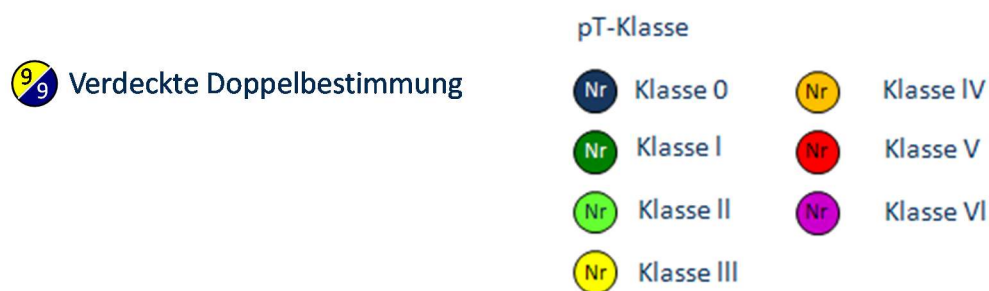 pT-Klasse
9 9 Verdeckte Doppelbestimmung
Nr Klasse 0
Nr Klasse IV
Nr Klasse I
Nr Klasse V
Nr Klasse II
Nr Klasse VI
Nr Klasse III